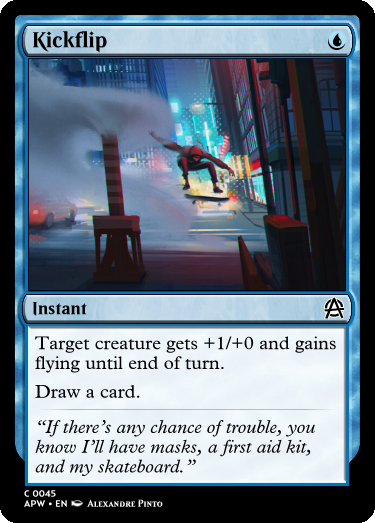 Kickflip
Instant
Target creature gets +1/+0 and gains
flying until end of turn.
Draw a card.
“If there’s any chance of trouble, you
know I’ll have masks, a first aid kit,
and my skateboard.”
C 0045
APW • EN Alexandre Pinto